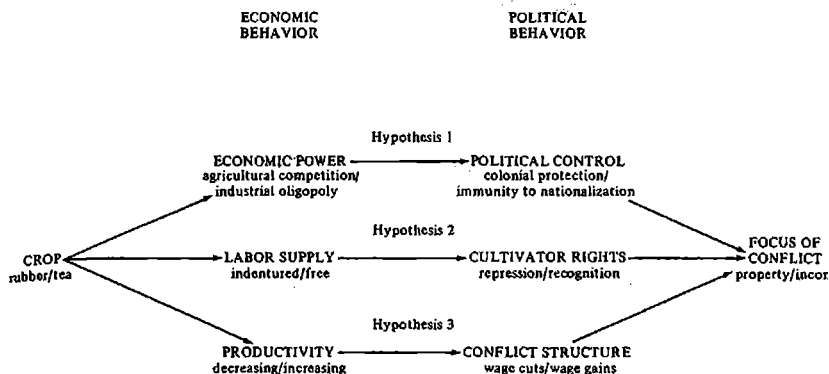 ECONOMIC
BEHAVIOR
POLITICAL
BEHAVIOR
Hypothesis 1
ECONOMIC POWER
agricultural competition/
industrial oligopoly
POLITICAL CONTROL
colonial protection/
immunity to nationalization
Hypothesis 2
CROP
rubber/tea
LABOR SUPPLY
indentured/free
CULTIVATOR RIGHTS
repression/recognition
FOCUS OF
CONFLICT
property/incom
Hypothesis 3
PRODUCTIVITY
decreasing/increasing
CONFLICT STRUCTURE
wage cuts/wage gains